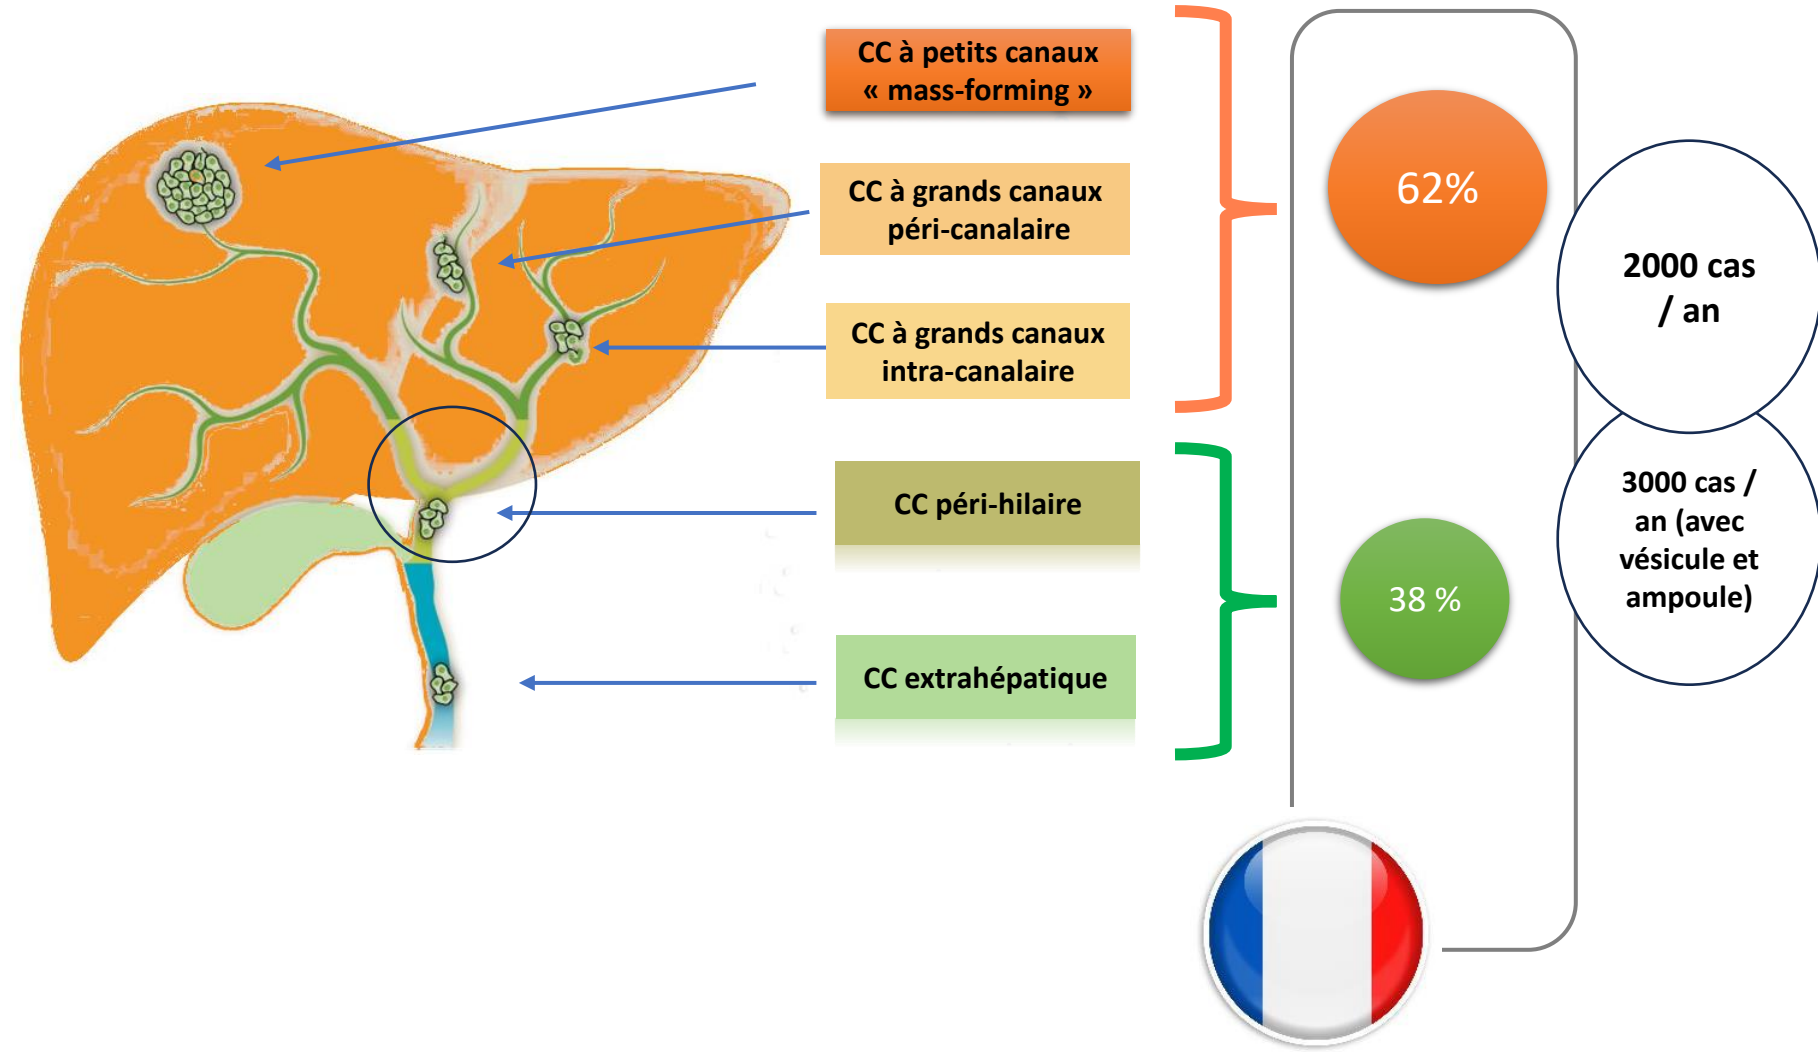 CC à petits canaux
« mass-forming »
CC à grands canaux
péri-canalaire
CC à grands canaux
intra-canalaire
CC péri-hilaire
CC extrahépatique
62%
38 %
2000 cas
/ an
3000 cas /
an (avec
vésicule et
ampoule)